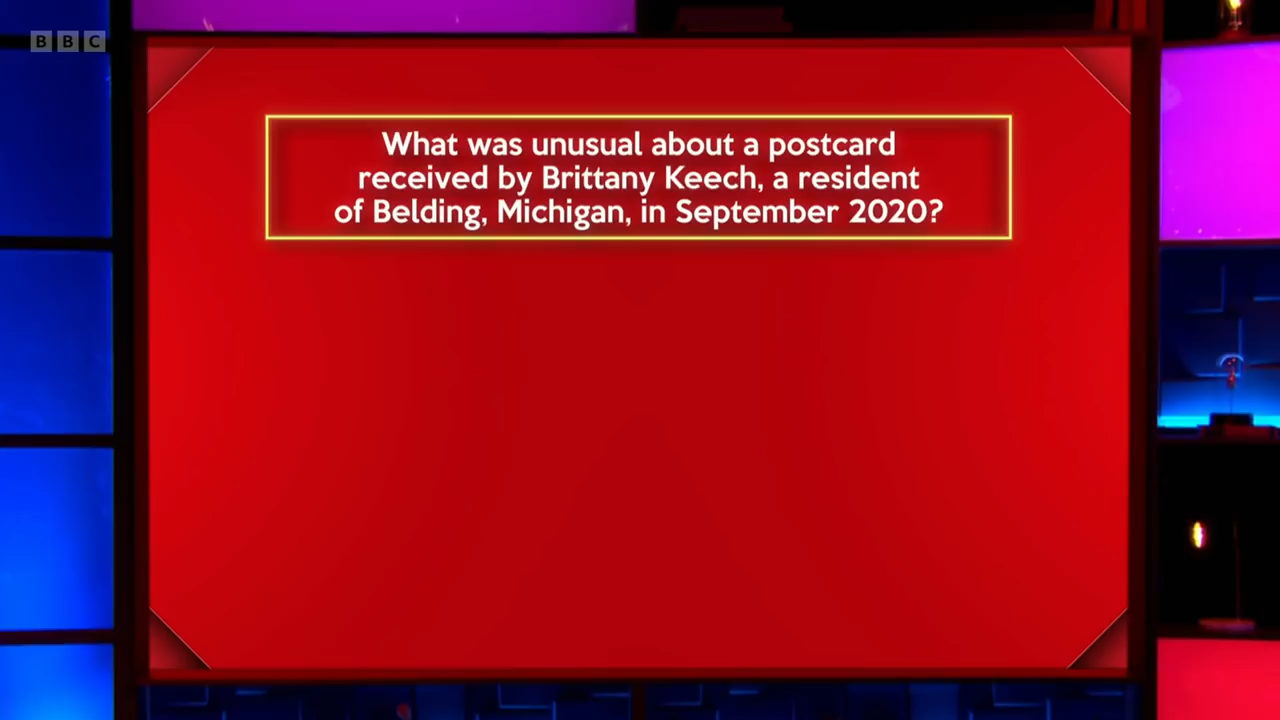 BBC
What was unusual about a postcard
received by Brittany Keech, a resident
of Belding, Michigan, in September 2020?